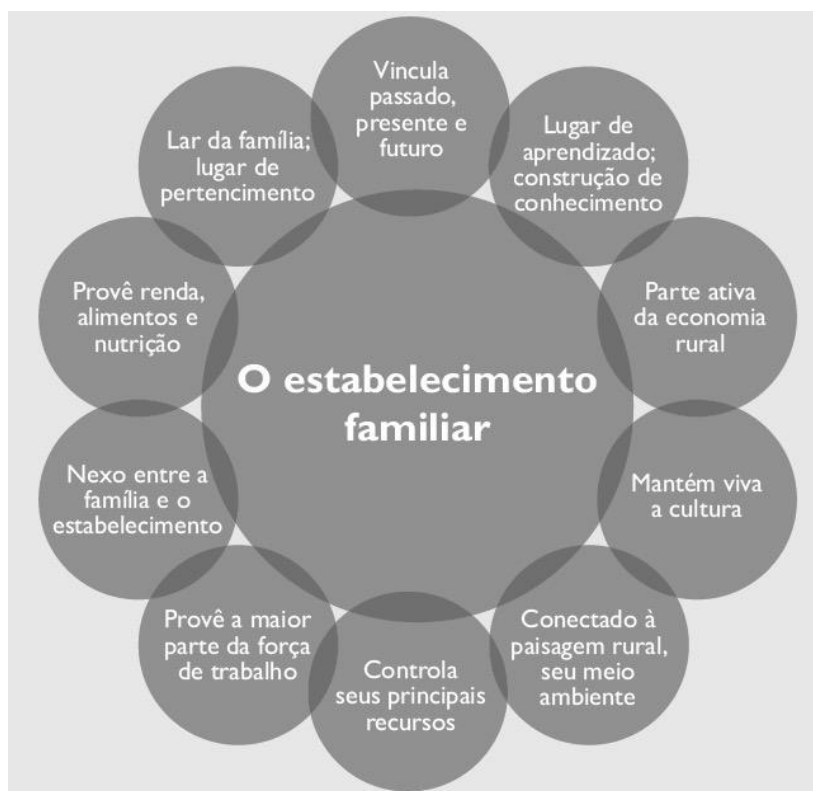 Vincula
passado,
presente e
futuro
Lugar de
aprendizado;
construção de
conhecimento
Parte ativa
da economia
rural
Mantém viva
a cultura
Conectado à
paisagem rural,
seu meio
ambiente
Controla
seus principais
recursos
Provê a maior
parte da força
de trabalho
Nexo entre a
família e o
estabelecimento
Provê renda,
alimentos e
nutrição
Lar da família;
lugar de
pertencimento
O estabelecimento
familiar